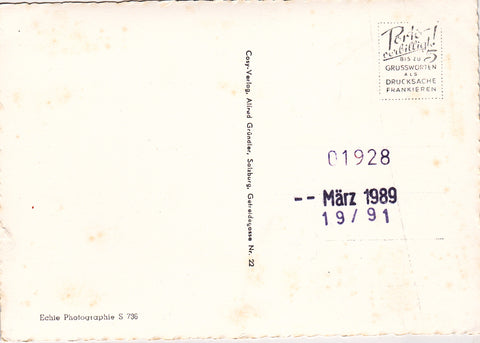 Porto
verbilligt!
BIS ZU 5
GRUSSWORTEN
ALS
DRUCKSACHE
FRANKIEREN
Cosy-Verlag, Alfred Gründler, Salzburg, Getreidegasse Nr. 22
01928
-- März 1989
19/91
Echte Photographie S 736